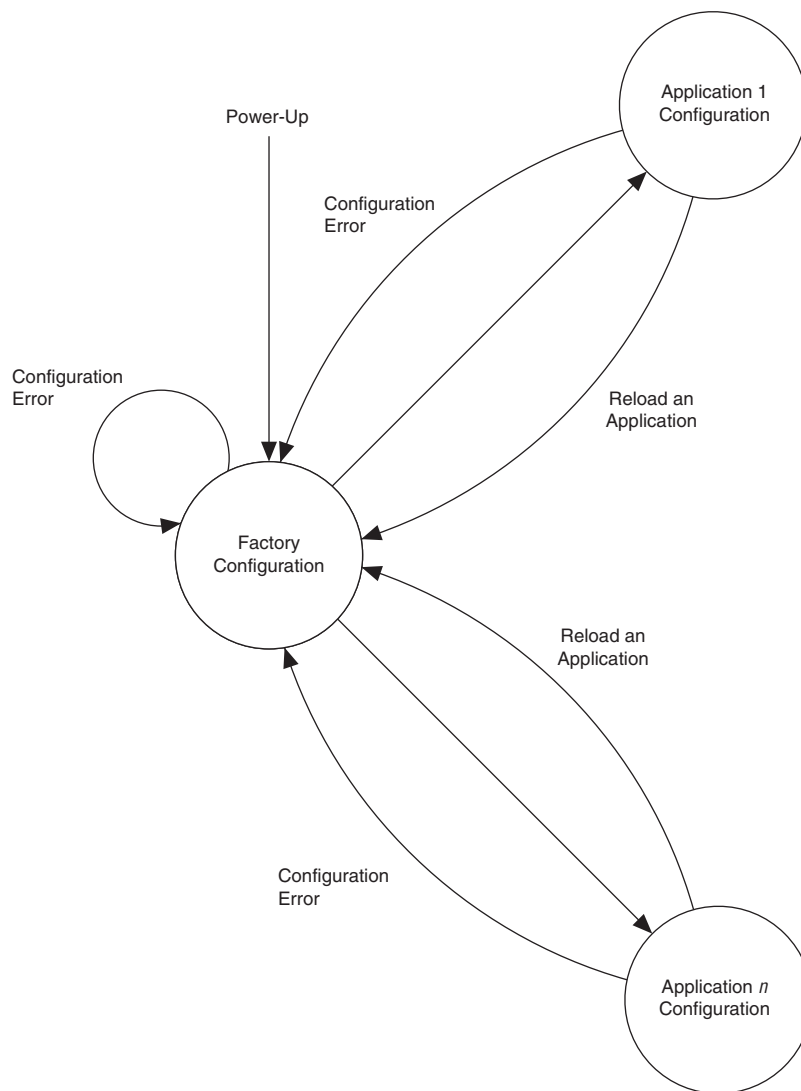 Application 1
Configuration
Power-Up
Configuration
Error
Configuration
Error
Reload an
Application
Factory
Configuration
Reload an
Application
Configuration
Error
Application n
Configuration